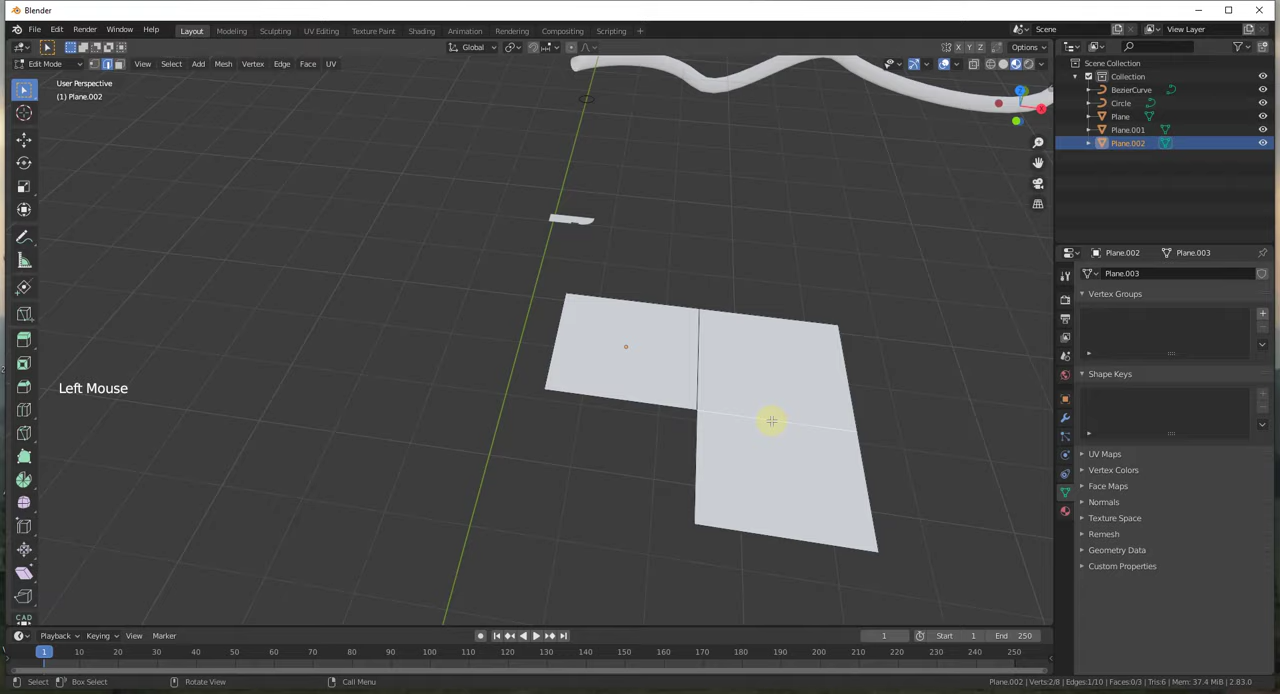 Blender
File Edit Render Window Help Layout Modeling Sculpting UV Editing Texture Paint Shading Animation Rendering Compositing Scripting + Scene View Layer
Global X Y Z Options
Edit Mode View Select Add Mesh Vertex Edge Face UV
User Perspective
(1) Plane.002
Z
X
Left Mouse
CAD
Scene Collection
Collection
BezierCurve
Circle
Plane
Plane.001
Plane.002
Plane.002 Plane.003
Plane.003
Vertex Groups
Shape Keys
UV Maps
Vertex Colors
Face Maps
Normals
Texture Space
Remesh
Geometry Data
Custom Properties
Playback Keying View Marker 1 Start 1 End 250
1 10 20 30 40 50 60 70 80 90 100 110 120 130 140 150 160 170 180 190 200 210 220 230 240 250
Select Box Select Rotate View Call Menu Plane.002 | Verts:2/8 | Edges:1/10 | Faces:0/3 | Tris:6 | Mem: 37.4 MiB | 2.83.0